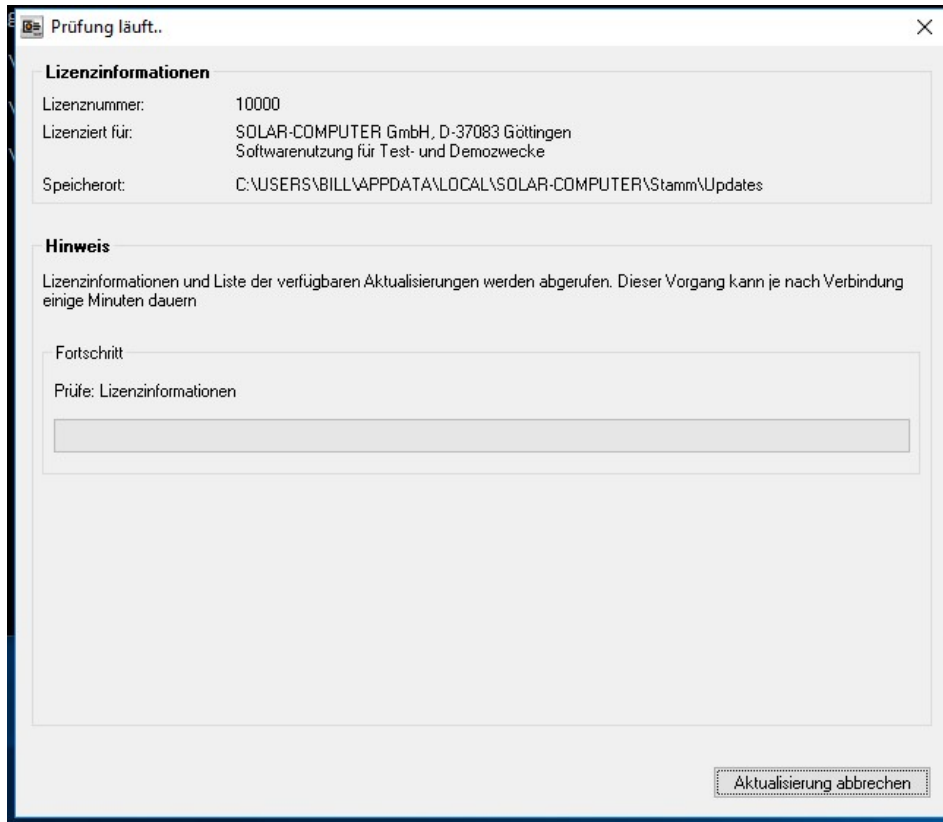 Prüfung läuft..
Lizenzinformationen
Lizenznummer: 10000
Lizenziert für: SOLAR-COMPUTER GmbH, D-37083 Göttingen
Softwarenutzung für Test- und Demozwecke
Speicherort: C:\USERS\BILL\APPDATA\LOCAL\SOLAR-COMPUTER\Stamm\Updates
Hinweis
Lizenzinformationen und Liste der verfügbaren Aktualisierungen werden abgerufen. Dieser Vorgang kann je nach Verbindung
einige Minuten dauern
Fortschritt
Prüfe: Lizenzinformationen
Aktualisierung abbrechen